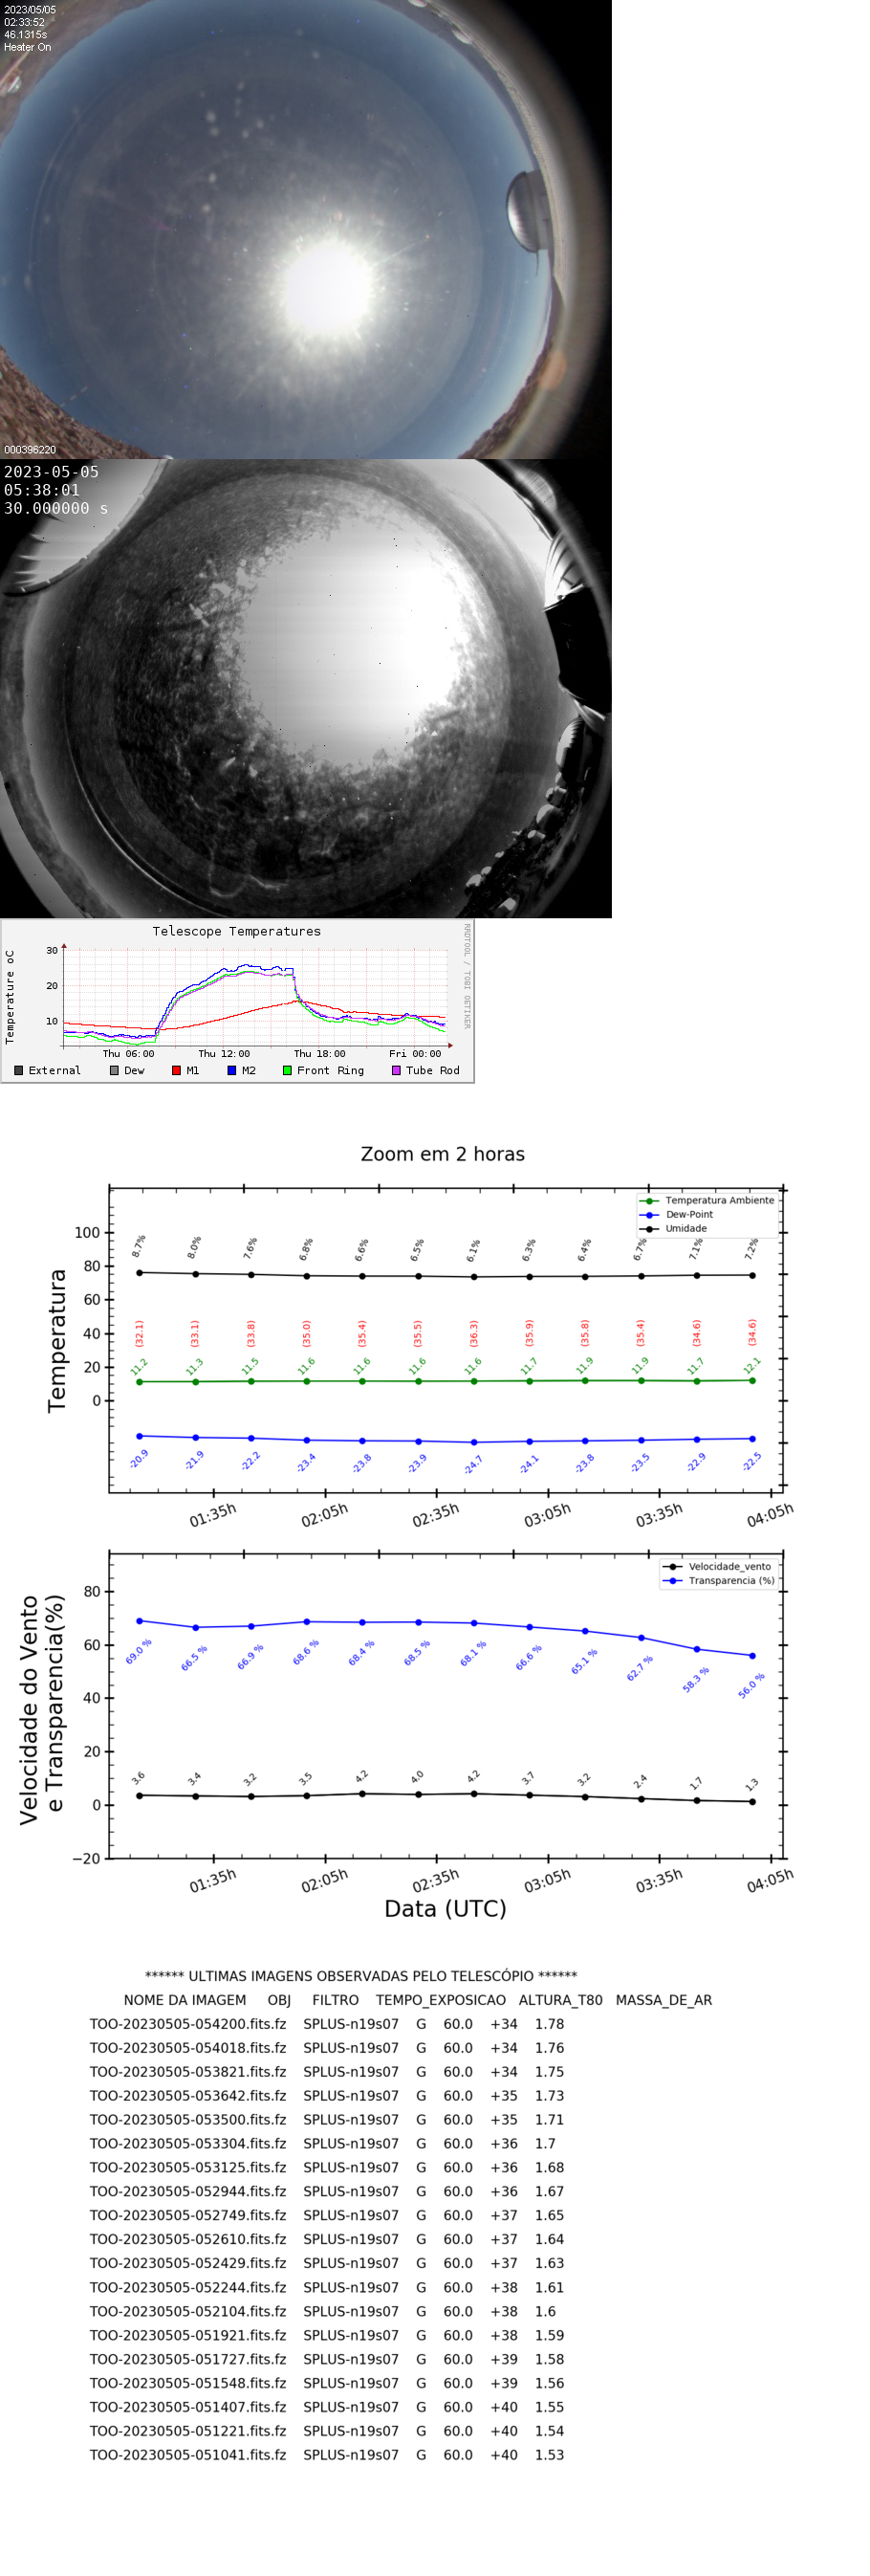 2023/05/05
02:33:52
46.1315s
Heater On
000396220
2023-05-05
05:38:01
30.000000 s
Telescope Temperatures
RRDTOOL / TOBI OETIKER
Temperature oC
30
20
10
Thu 06:00 Thu 12:00 Thu 18:00 Fri 00:00
External Dew M1 M2 Front Ring Tube Rod
Zoom em 2 horas
Temperatura Ambiente
Dew-Point
Umidade
Temperatura
100
80
60
40
20
0
8.7% 8.0% 7.6% 6.8% 6.6% 6.5% 6.1% 6.3% 6.4% 6.7% 7.1% 7.2%
(32.1) (33.1) (33.8) (35.0) (35.4) (35.5) (36.3) (35.9) (35.8) (35.4) (34.6) (34.6)
11.2 11.3 11.5 11.6 11.6 11.6 11.6 11.7 11.9 11.9 11.7 12.1
-20.9 -21.9 -22.2 -23.4 -23.8 -23.9 -24.7 -24.1 -23.8 -23.5 -22.9 -22.5
01:35h 02:05h 02:35h 03:05h 03:35h 04:05h
Velocidade_vento
Transparencia (%)
Velocidade do Vento
e Transparencia(%)
80
60
40
20
0
−20
69.0 % 66.5 % 66.9 % 68.6 % 68.4 % 68.5 % 68.1 % 66.6 % 65.1 % 62.7 % 58.3 % 56.0 %
3.6 3.4 3.2 3.5 4.2 4.0 4.2 3.7 3.2 2.4 1.7 1.3
01:35h 02:05h 02:35h 03:05h 03:35h 04:05h
Data (UTC)
****** ULTIMAS IMAGENS OBSERVADAS PELO TELESCÓPIO ******
NOME DA IMAGEM OBJ FILTRO TEMPO_EXPOSICAO ALTURA_T80 MASSA_DE_AR
TOO-20230505-054200.fits.fz SPLUS-n19s07 G 60.0 +34 1.78
TOO-20230505-054018.fits.fz SPLUS-n19s07 G 60.0 +34 1.76
TOO-20230505-053821.fits.fz SPLUS-n19s07 G 60.0 +34 1.75
TOO-20230505-053642.fits.fz SPLUS-n19s07 G 60.0 +35 1.73
TOO-20230505-053500.fits.fz SPLUS-n19s07 G 60.0 +35 1.71
TOO-20230505-053304.fits.fz SPLUS-n19s07 G 60.0 +36 1.7
TOO-20230505-053125.fits.fz SPLUS-n19s07 G 60.0 +36 1.68
TOO-20230505-052944.fits.fz SPLUS-n19s07 G 60.0 +36 1.67
TOO-20230505-052749.fits.fz SPLUS-n19s07 G 60.0 +37 1.65
TOO-20230505-052610.fits.fz SPLUS-n19s07 G 60.0 +37 1.64
TOO-20230505-052429.fits.fz SPLUS-n19s07 G 60.0 +37 1.63
TOO-20230505-052244.fits.fz SPLUS-n19s07 G 60.0 +38 1.61
TOO-20230505-052104.fits.fz SPLUS-n19s07 G 60.0 +38 1.6
TOO-20230505-051921.fits.fz SPLUS-n19s07 G 60.0 +38 1.59
TOO-20230505-051727.fits.fz SPLUS-n19s07 G 60.0 +39 1.58
TOO-20230505-051548.fits.fz SPLUS-n19s07 G 60.0 +39 1.56
TOO-20230505-051407.fits.fz SPLUS-n19s07 G 60.0 +40 1.55
TOO-20230505-051221.fits.fz SPLUS-n19s07 G 60.0 +40 1.54
TOO-20230505-051041.fits.fz SPLUS-n19s07 G 60.0 +40 1.53